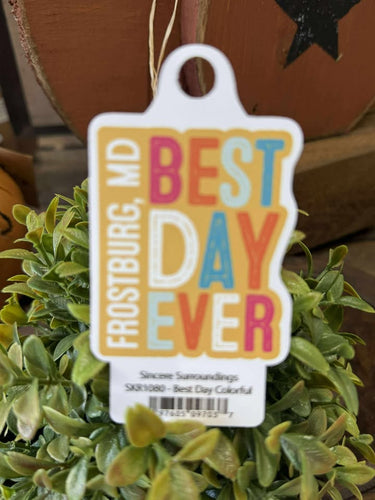 FROSTBURG, MD
BEST
DAY
EVER
Sincere Surroundings
SKR1080 - Best Day Colorful